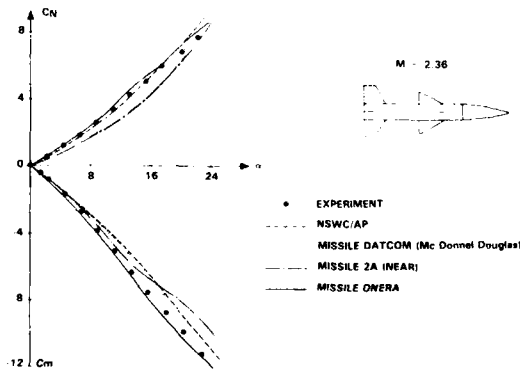 CN
8
M - 2.36
4
0
8
16
24
α
EXPERIMENT
NSWC/AP
-4
MISSILE DATCOM (Mc Donnel Douglas)
MISSILE 2A (NEAR)
-8
MISSILE ONERA
-12
Cm